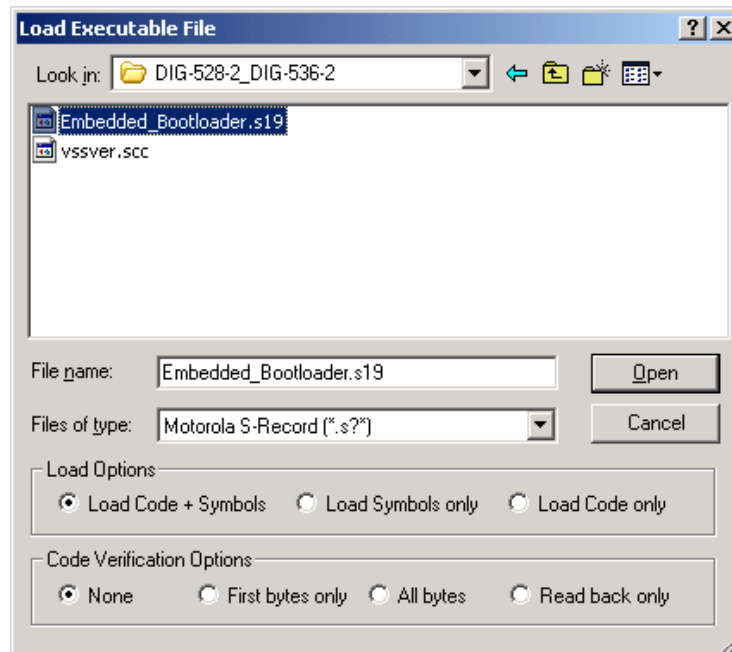 Load Executable File
Look in: DIG-528-2_DIG-536-2
Embedded_Bootloader.s19
vssver.scc
File name: Embedded_Bootloader.s19 Open
Files of type: Motorola S-Record (*.s?*) Cancel
Load Options
Load Code + Symbols Load Symbols only Load Code only
Code Verification Options
None First bytes only All bytes Read back only